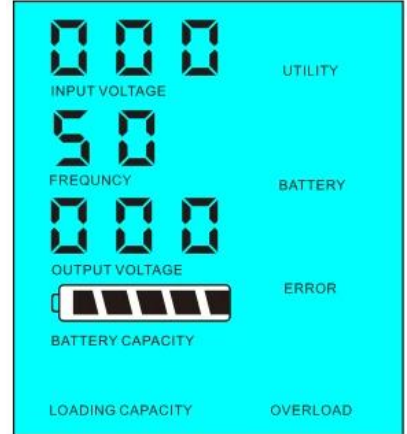 000
UTILITY
INPUT VOLTAGE
50
FREQUNCY
BATTERY
000
OUTPUT VOLTAGE
ERROR
BATTERY CAPACITY
LOADING CAPACITY
OVERLOAD